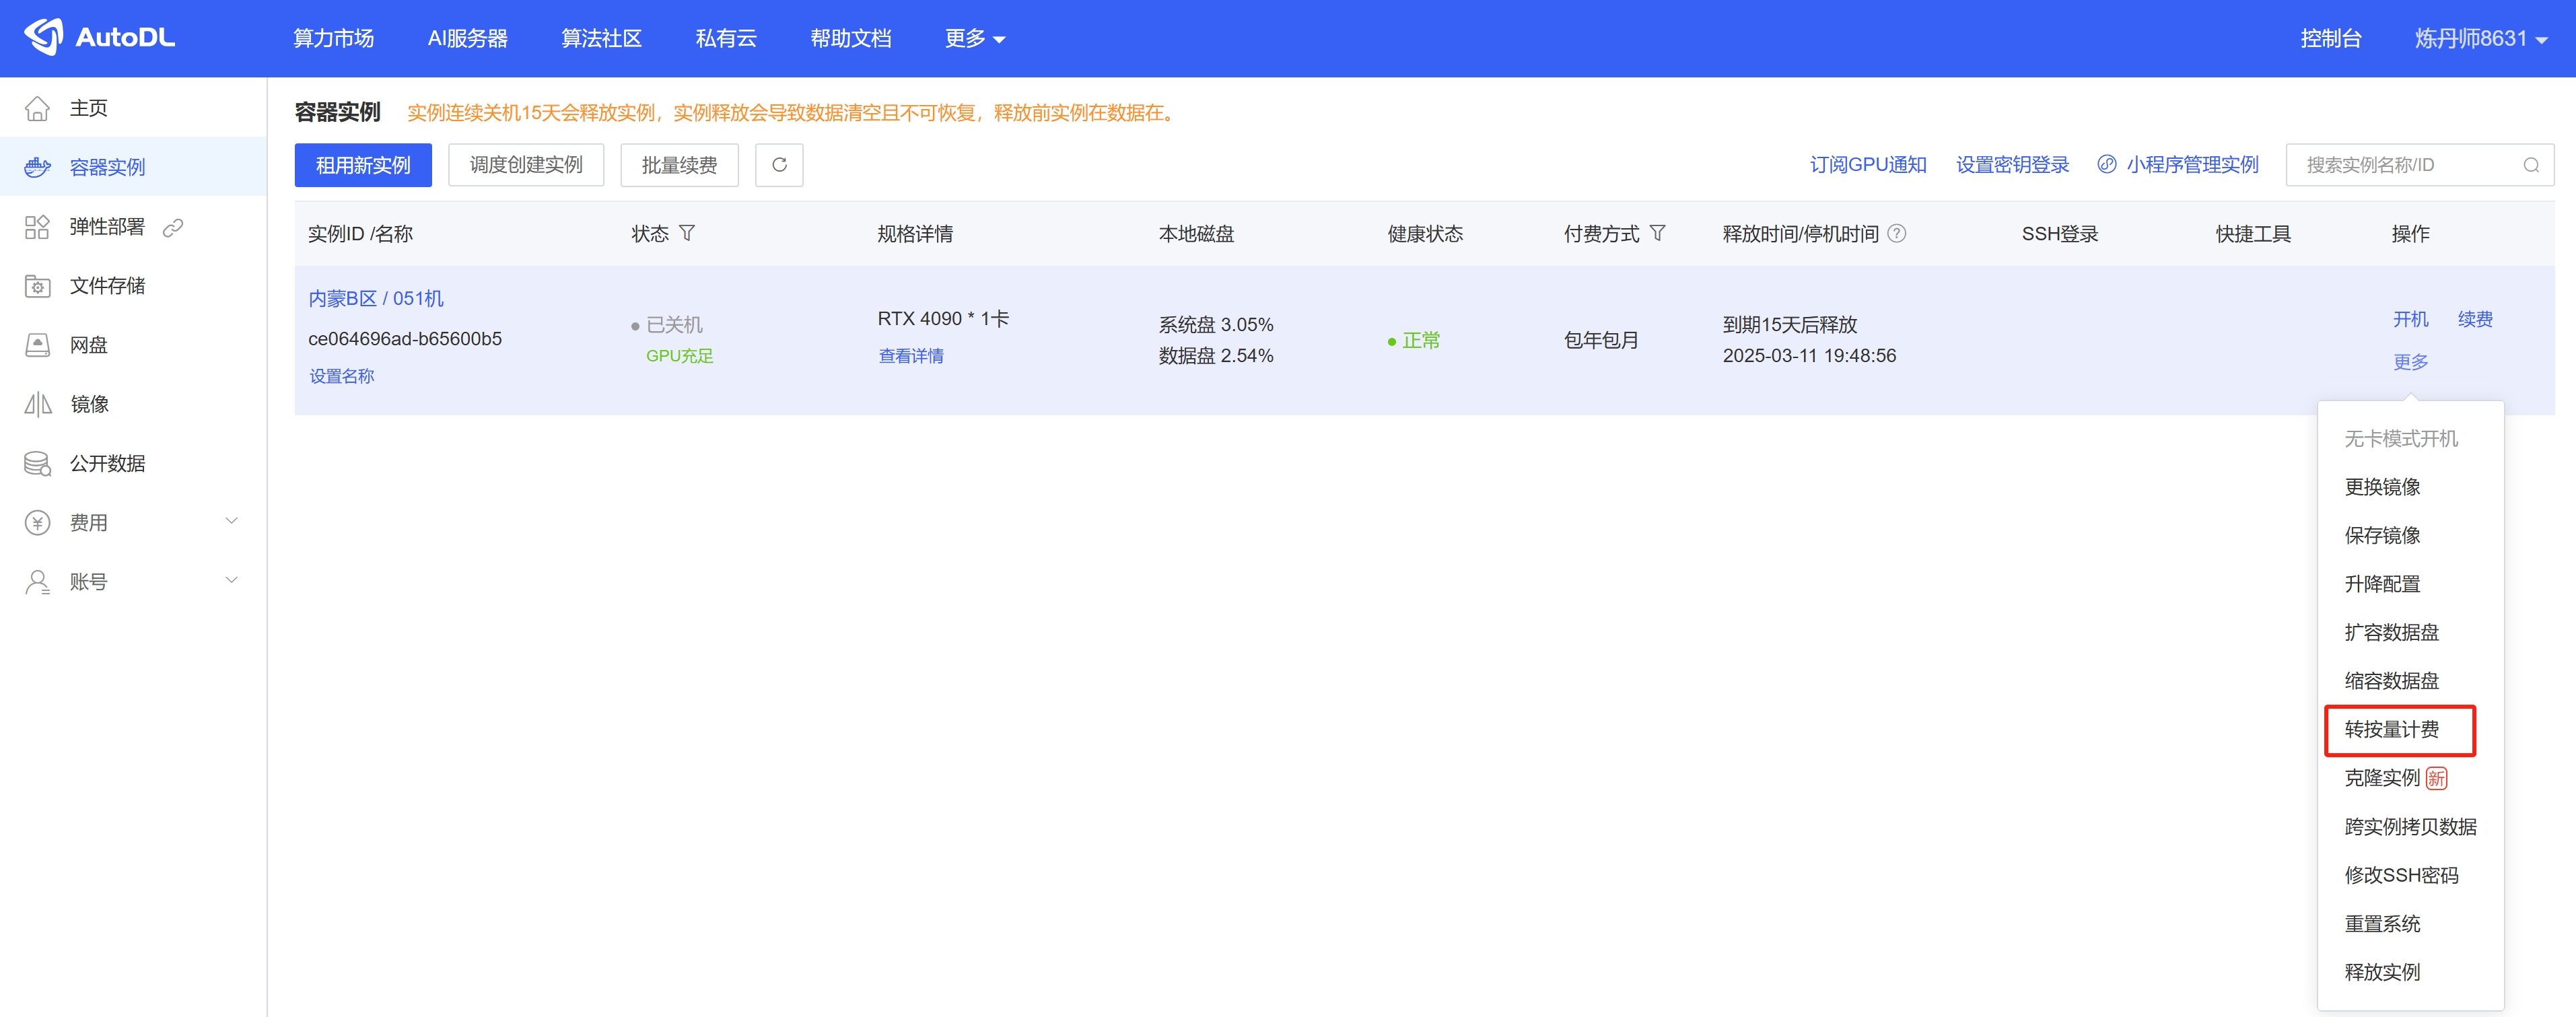 AutoDL
算力市场
AI服务器
算法社区
私有云
帮助文档
更多
控制台
炼丹师8631
主页
容器实例
弹性部署
文件存储
网盘
镜像
公开数据
费用
账号
容器实例
实例连续关机15天会释放实例，实例释放会导致数据清空且不可恢复，释放前实例在数据在。
租用新实例
调度创建实例
批量续费
订阅GPU通知
设置密钥登录
小程序管理实例
搜索实例名称/ID
实例ID /名称
状态
规格详情
本地磁盘
健康状态
付费方式
释放时间/停机时间
SSH登录
快捷工具
操作
内蒙B区 / 051机
ce064696ad-b65600b5
设置名称
已关机
GPU充足
RTX 4090 * 1卡
查看详情
系统盘 3.05%
数据盘 2.54%
正常
包年包月
到期15天后释放
2025-03-11 19:48:56
开机
续费
更多
无卡模式开机
更换镜像
保存镜像
升降配置
扩容数据盘
缩容数据盘
转按量计费
克隆实例 新
跨实例拷贝数据
修改SSH密码
重置系统
释放实例